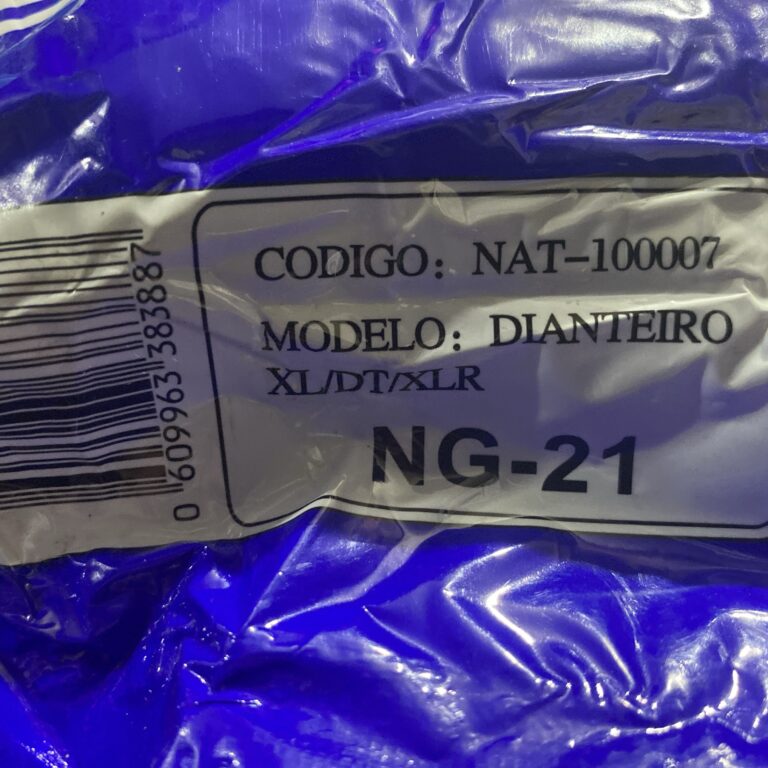 CODIGO: NAT-100007
MODELO: DIANTEIRO
XL/DT/XLR
NG-21
0 609963 383887